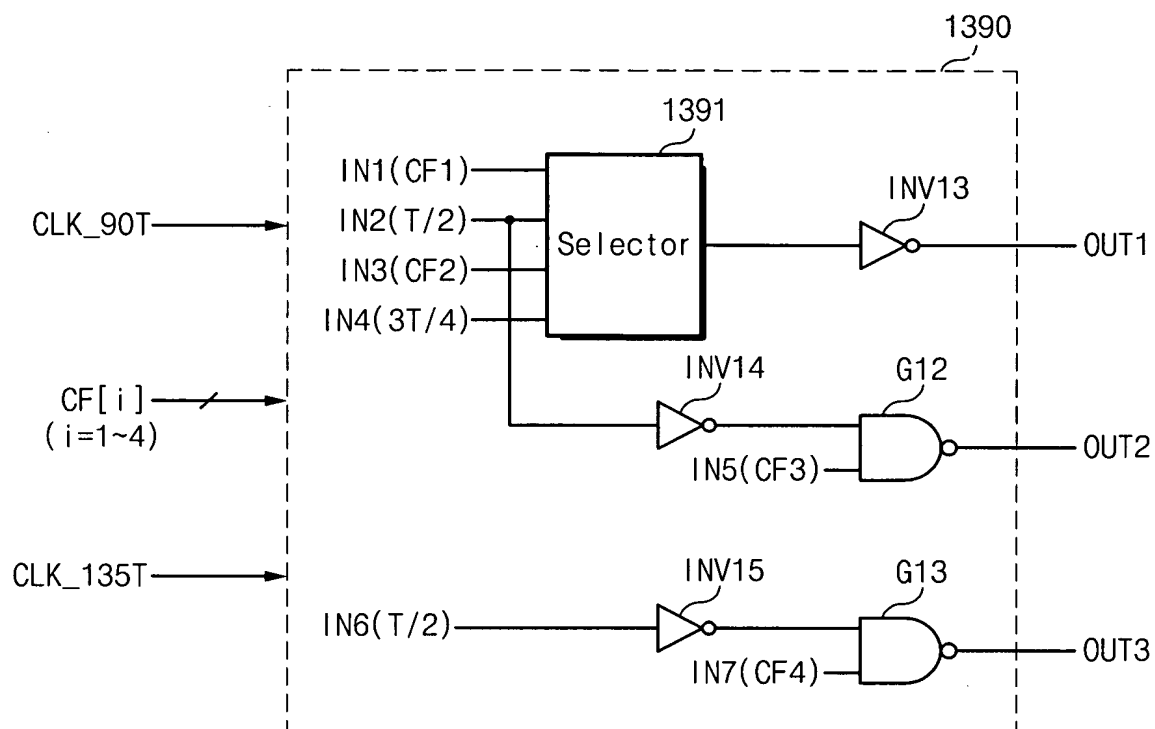 1390
1391
IN1(CF1)
INV13
CLK_90T
IN2(T/2)
Selector
OUT1
IN3(CF2)
IN4(3T/4)
INV14
G12
CF[i]
(i=1~4)
OUT2
IN5(CF3)
CLK_135T
INV15
G13
IN6(T/2)
OUT3
IN7(CF4)